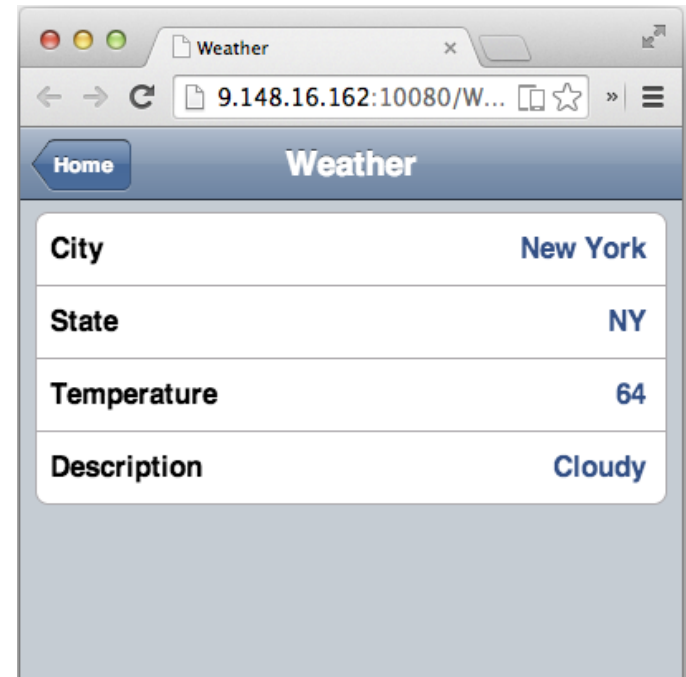 Weather
9.148.16.162:10080/W...
Home Weather
City New York
State NY
Temperature 64
Description Cloudy